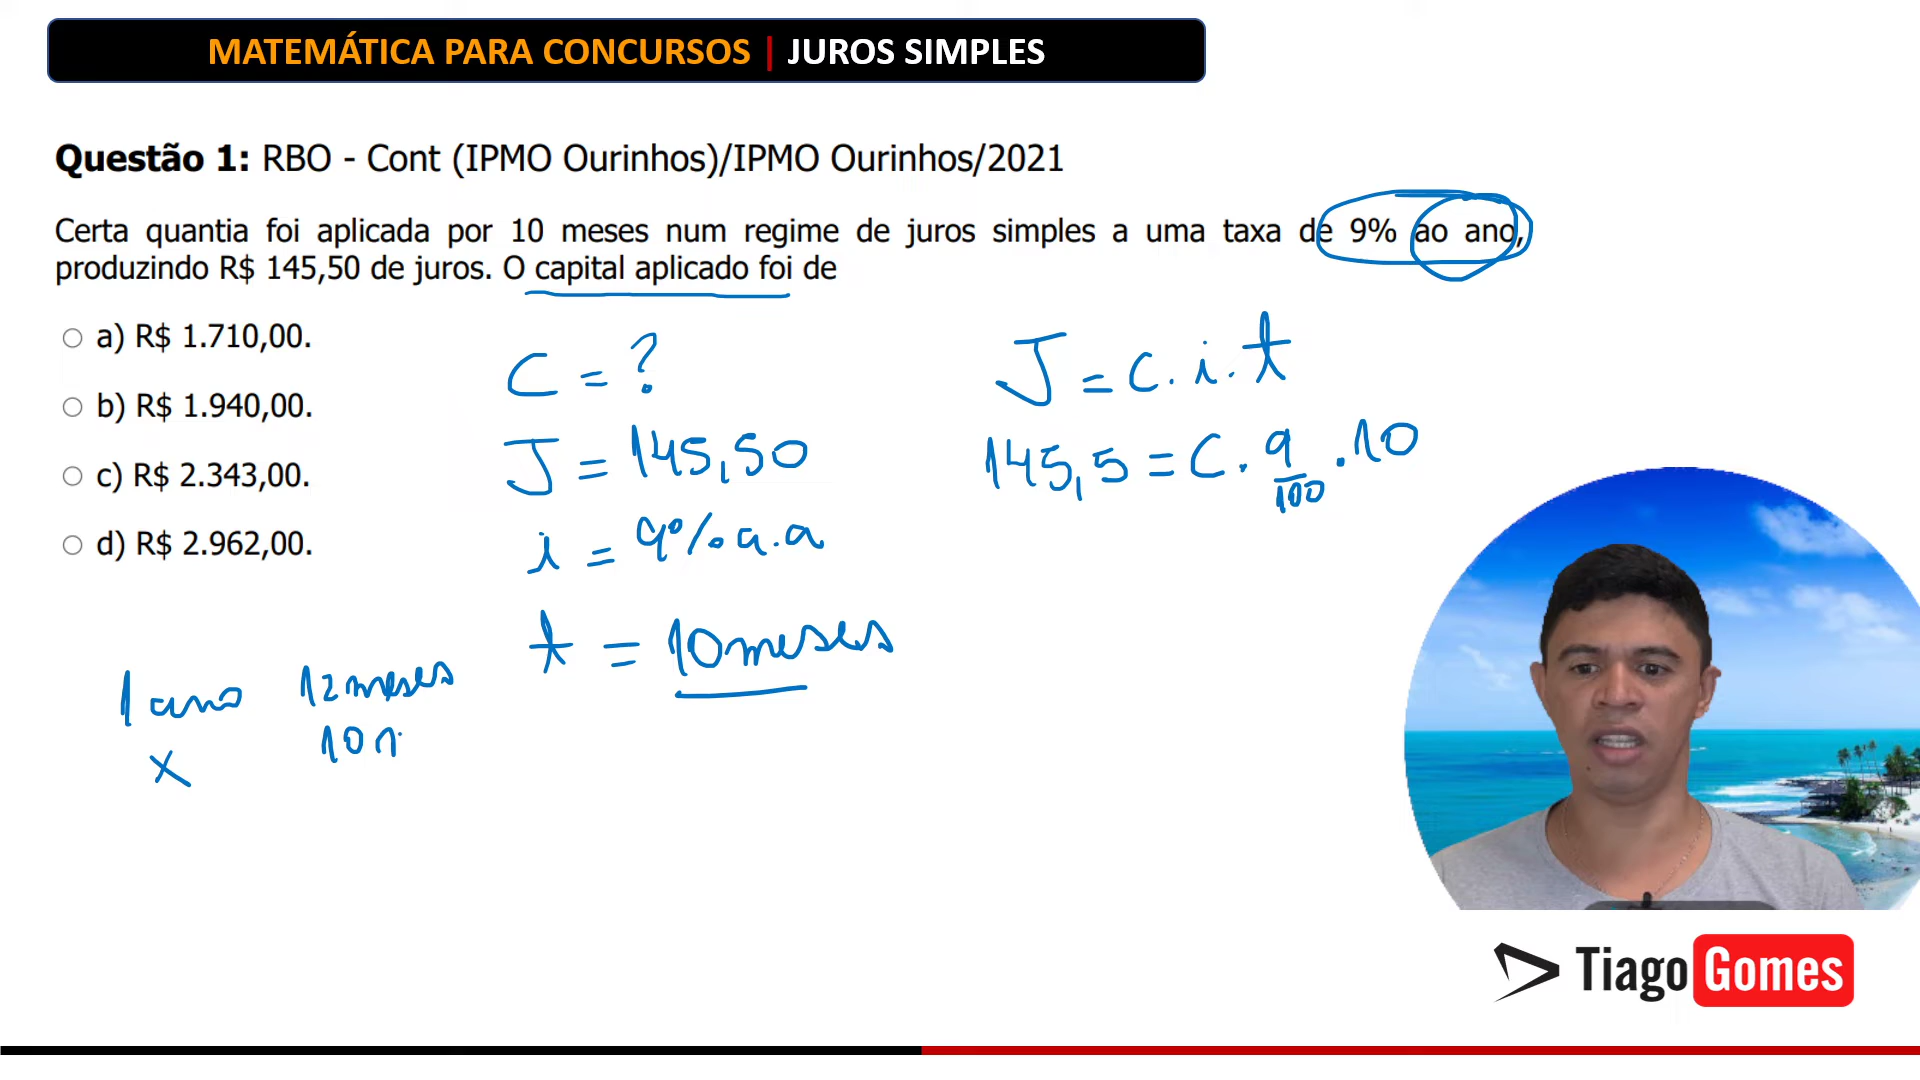 MATEMÁTICA PARA CONCURSOS | JUROS SIMPLES
Questão 1: RBO - Cont (IPMO Ourinhos)/IPMO Ourinhos/2021
Certa quantia foi aplicada por 10 meses num regime de juros simples a uma taxa de 9% ao ano,
produzindo R$ 145,50 de juros. O capital aplicado foi de
a) R$ 1.710,00.
b) R$ 1.940,00.
c) R$ 2.343,00.
d) R$ 2.962,00.
C = ?
J = 145,50
i = 9% a.a
t = 10 meses
J = C . i . t
145,5 = C . 9/100 . 10
1 ano 12 meses
x 10
Tiago Gomes